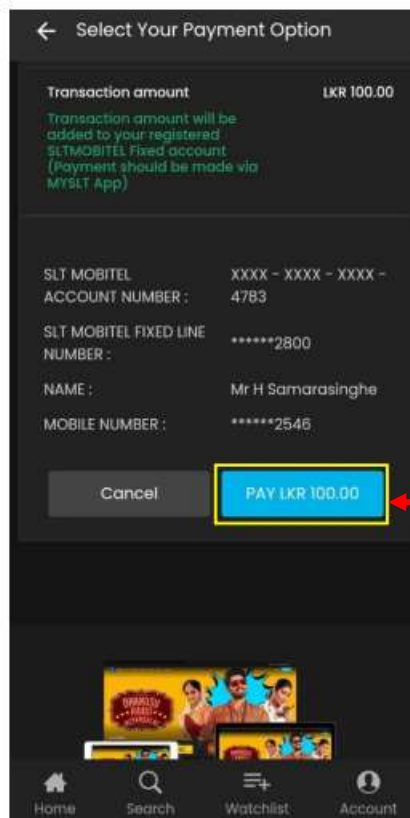 Select Your Payment Option
Transaction amount LKR 100.00
Transaction amount will be
added to your registered
SLTMOBITEL Fixed account
(Payment should be made via
MYSLT App)
SLT MOBITEL XXXX - XXXX - XXXX -
ACCOUNT NUMBER : 4783
SLT MOBITEL FIXED LINE
NUMBER : ******2800
NAME : Mr H Samarasinghe
MOBILE NUMBER : ******2546
Cancel PAY LKR 100.00
Home Search Watchlist Account